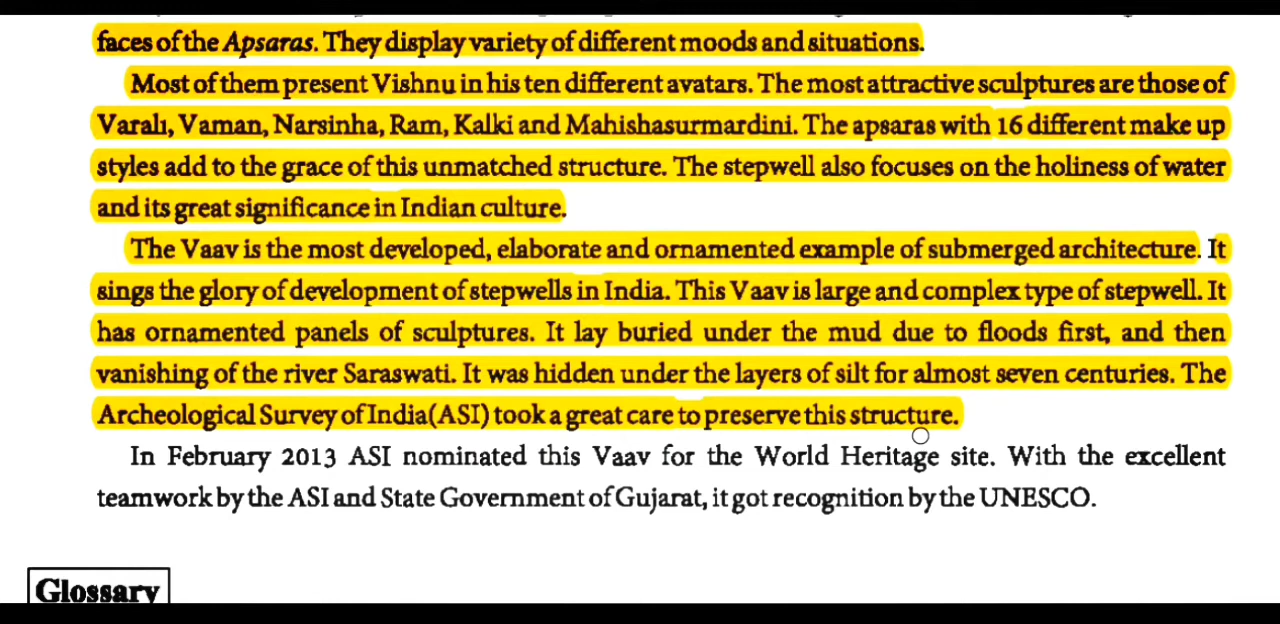 faces of the Apsaras. They display variety of different moods and situations.
Most of them present Vishnu in his ten different avatars. The most attractive sculptures are those of
Varah, Vaman, Narsinha, Ram, Kalki and Mahishasurmardini. The apsaras with 16 different make up
styles add to the grace of this unmatched structure. The stepwell also focuses on the holiness of water
and its great significance in Indian culture.
The Vaav is the most developed, elaborate and ornamented example of submerged architecture. It
sings the glory of development of stepwells in India. This Vaav is large and complex type of stepwell. It
has ornamented panels of sculptures. It lay buried under the mud due to floods first, and then
vanishing of the river Saraswati. It was hidden under the layers of silt for almost seven centuries. The
Archeological Survey of India(ASI) took a great care to preserve this structure.
In February 2013 ASI nominated this Vaav for the World Heritage site. With the excellent
teamwork by the ASI and State Government of Gujarat, it got recognition by the UNESCO.
Glossary